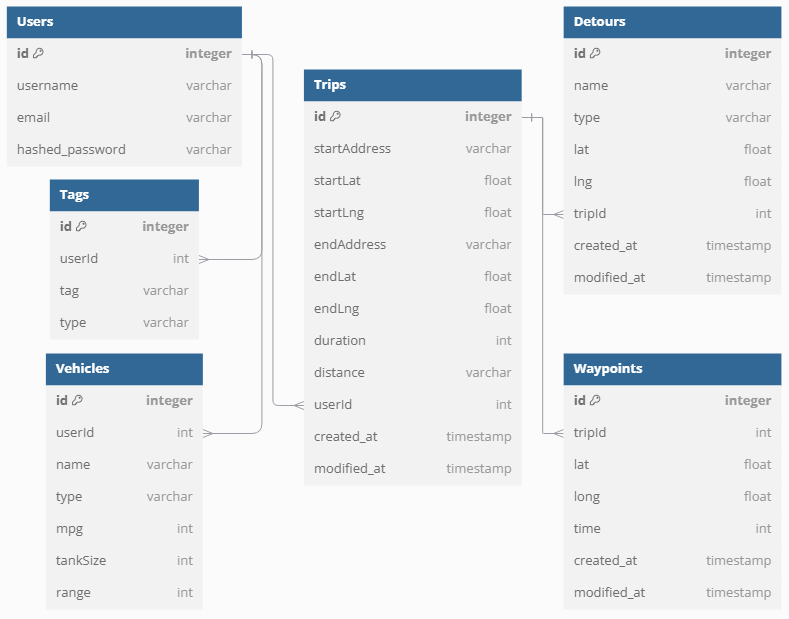 Users
id integer
username varchar
email varchar
hashed_password varchar
Tags
id integer
userId int
tag varchar
type varchar
Vehicles
id integer
userId int
name varchar
type varchar
mpg int
tankSize int
range int
Trips
id integer
startAddress varchar
startLat float
startLng float
endAddress varchar
endLat float
endLng float
duration int
distance varchar
userId int
created_at timestamp
modified_at timestamp
Detours
id integer
name varchar
type varchar
lat float
lng float
tripId int
created_at timestamp
modified_at timestamp
Waypoints
id integer
tripId int
lat float
long float
time int
created_at timestamp
modified_at timestamp